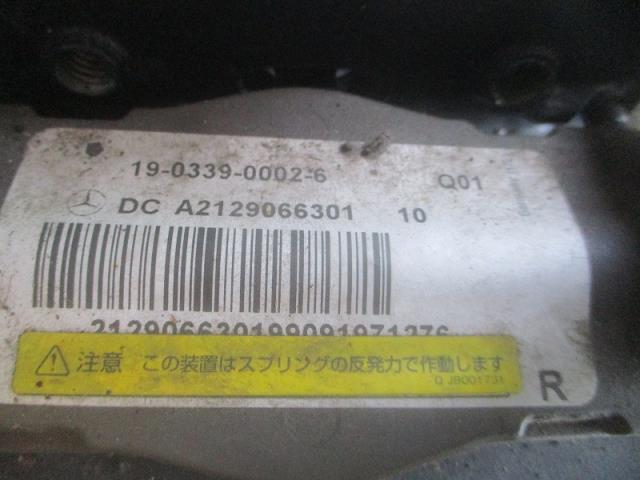 19-0339-0002-6 Q01
DC A2129066301 10
212906630199091971376
⚠注意 この装置はスプリングの反発力で作動します
Q JB001731
R